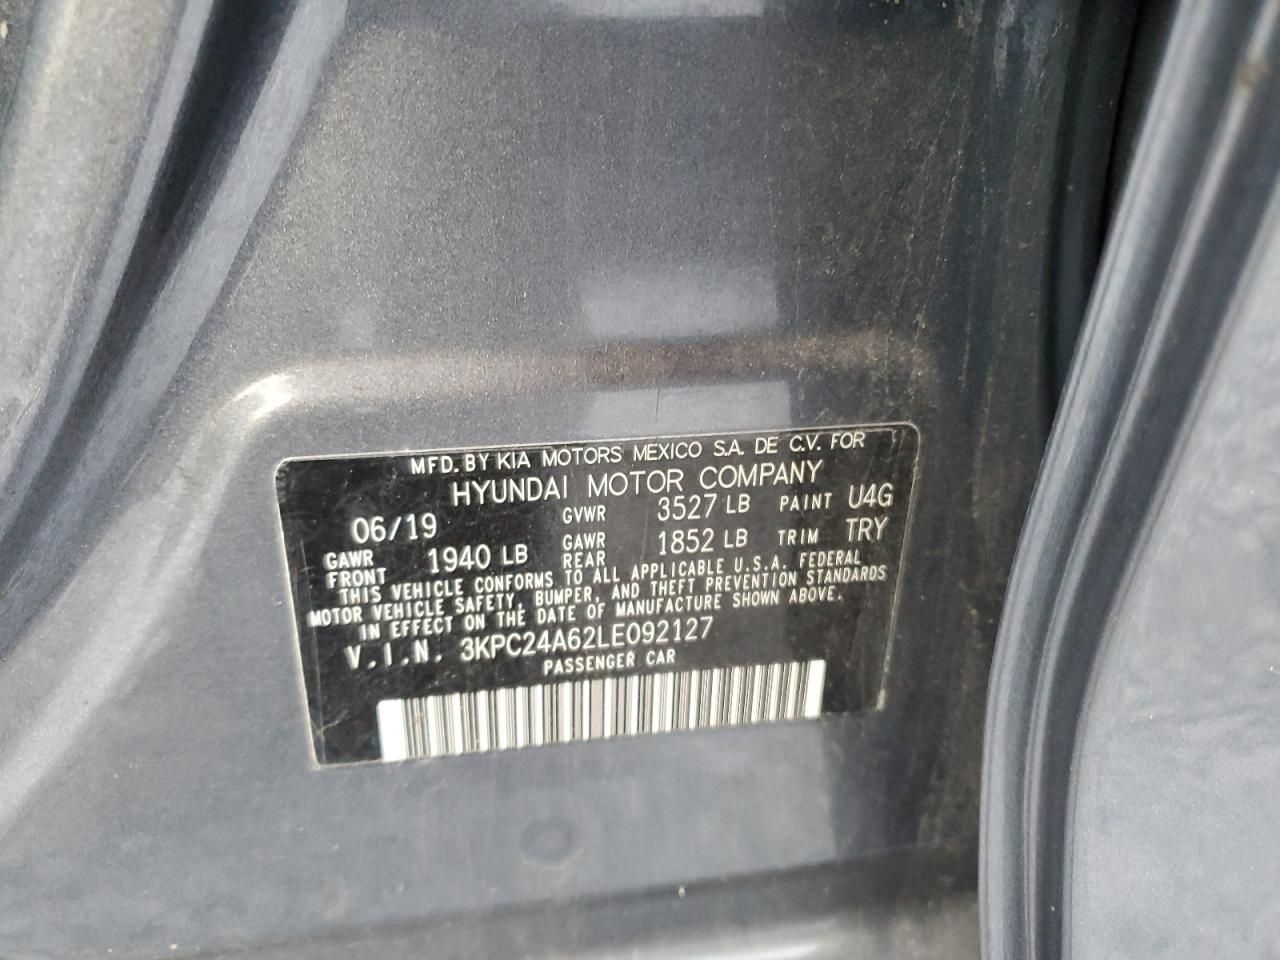 MFD. BY KIA MOTORS MEXICO S.A. DE C.V. FOR
HYUNDAI MOTOR COMPANY
06/19 GVWR 3527 LB PAINT U4G
GAWR FRONT 1940 LB GAWR REAR 1852 LB TRIM TRY
THIS VEHICLE CONFORMS TO ALL APPLICABLE U.S.A. FEDERAL
MOTOR VEHICLE SAFETY, BUMPER, AND THEFT PREVENTION STANDARDS
IN EFFECT ON THE DATE OF MANUFACTURE SHOWN ABOVE.
V.I.N. 3KPC24A62LE092127
PASSENGER CAR